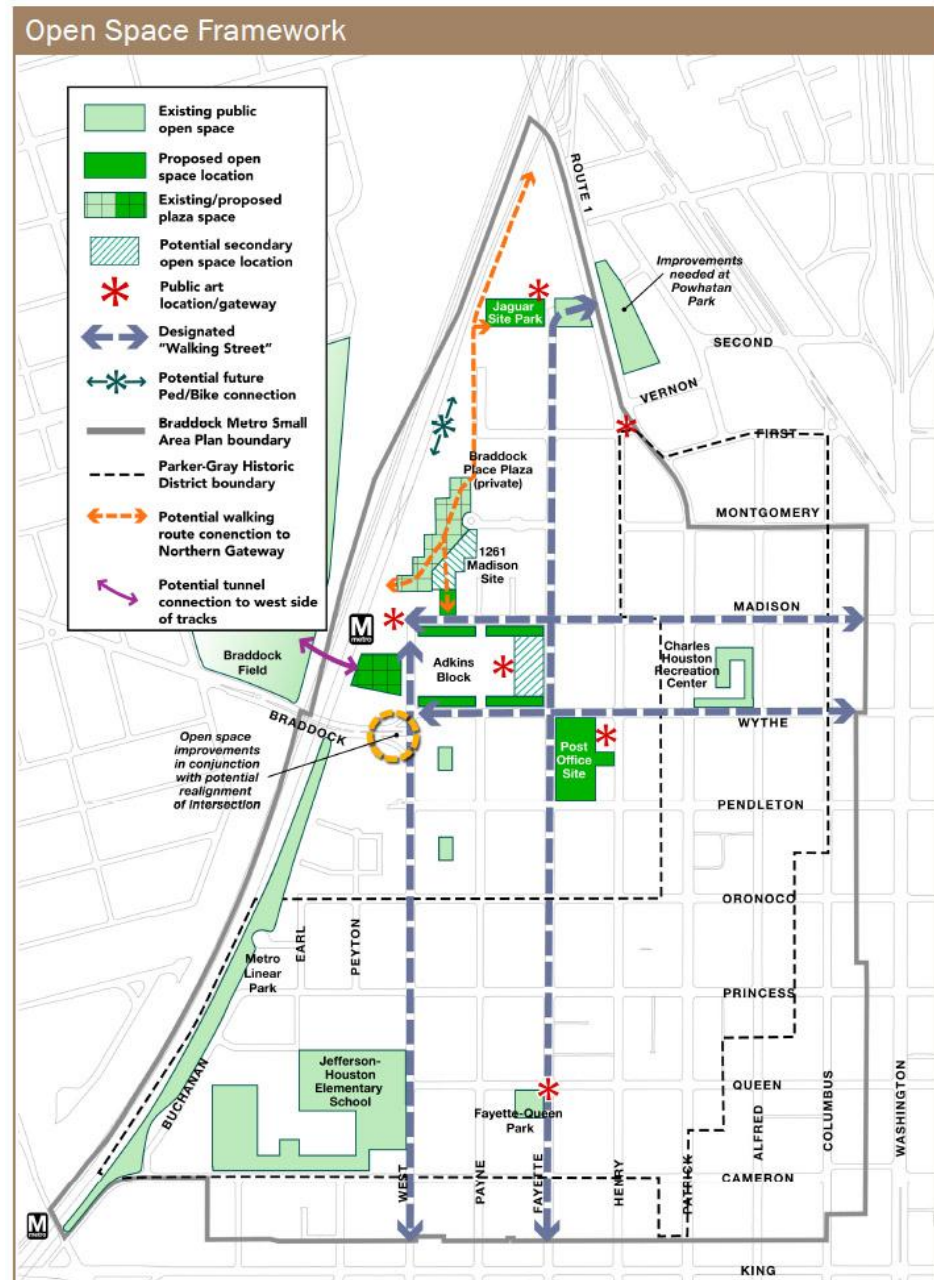 Open Space Framework
Existing public
open space
Proposed open
space location
Existing/proposed
plaza space
Potential secondary
open space location
Public art
location/gateway
Designated
"Walking Street"
Potential future
Ped/Bike connection
Braddock Metro Small
Area Plan boundary
Parker-Gray Historic
District boundary
Potential walking
route conenction to
Northern Gateway
Potential tunnel
connection to west side
of tracks
ROUTE 1
Improvements
needed at
Powhatan
Park
Jaguar
Site Park
SECOND
VERNON
FIRST
Braddock
Place Plaza
(private)
MONTGOMERY
1261
Madison
Site
MADISON
M
metro
Braddock
Field
Adkins
Block
Charles
Houston
Recreation
Center
BRADDOCK
WYTHE
Open space
improvements
in conjunction
with potential
realignment
of Intersection
Post
Office
Site
PENDLETON
ORONOCO
EARL
PEYTON
Metro
Linear
Park
PRINCESS
BUCHANAN
Jefferson-
Houston
Elementary
School
QUEEN
Fayette-Queen
Park
WEST
PAYNE
FAYETTE
HENRY
PATRICK
ALFRED
COLUMBUS
WASHINGTON
CAMERON
M
metro
KING